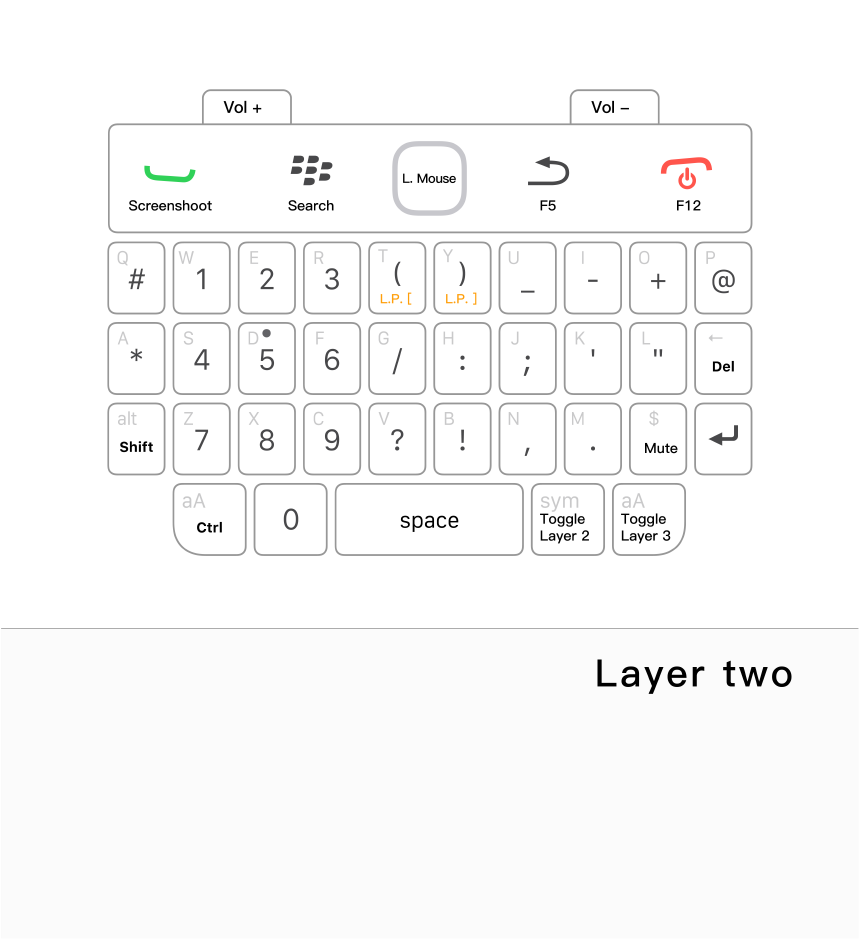 Vol +
Vol –
Screenshoot
Search
L. Mouse
F5
F12
Q
#
W
1
E
2
R
3
T
(
L.P. [
Y
)
L.P. ]
U
_
I
-
O
+
P
@
A
*
S
4
D
5
F
6
G
/
H
:
J
;
K
'
L
"
←
Del
alt
Shift
Z
7
X
8
C
9
V
?
B
!
N
,
M
.
$
Mute
aA
Ctrl
0
space
sym
Toggle
Layer 2
aA
Toggle
Layer 3
Layer two